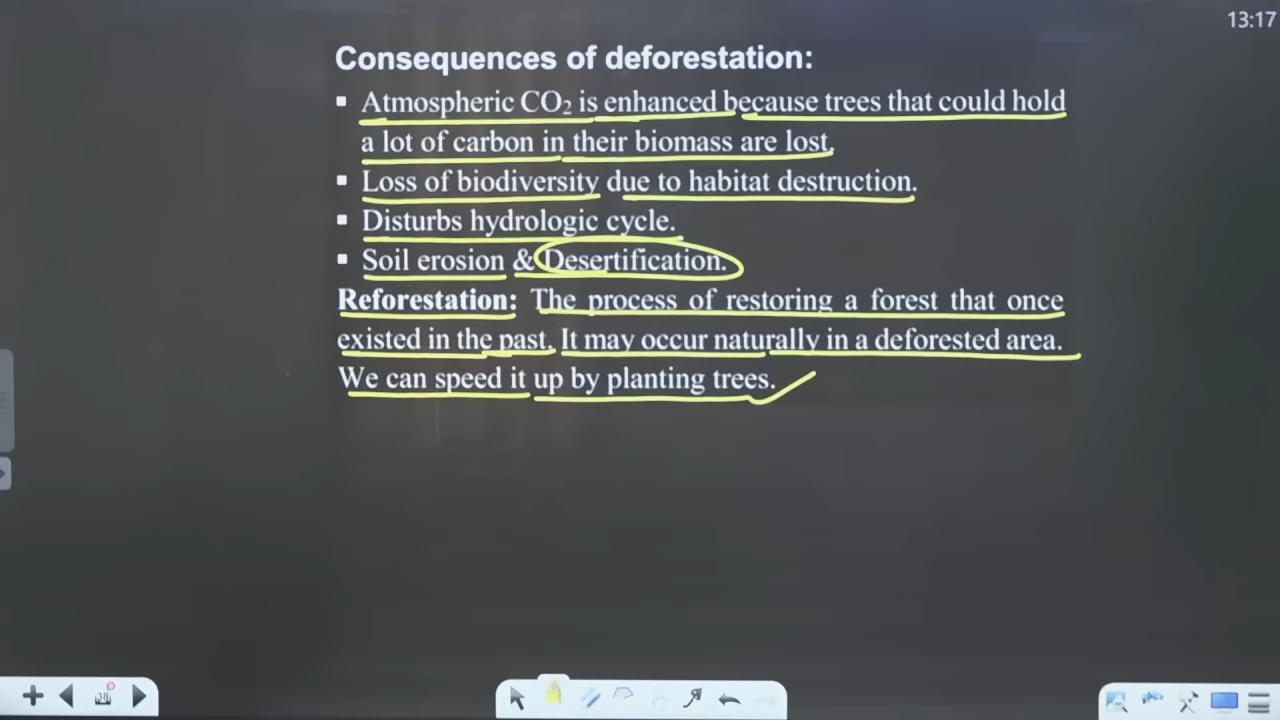 13:17
Consequences of deforestation:
▪ Atmospheric CO₂ is enhanced because trees that could hold
a lot of carbon in their biomass are lost.
▪ Loss of biodiversity due to habitat destruction.
▪ Disturbs hydrologic cycle.
▪ Soil erosion & Desertification.
Reforestation: The process of restoring a forest that once
existed in the past. It may occur naturally in a deforested area.
We can speed it up by planting trees.